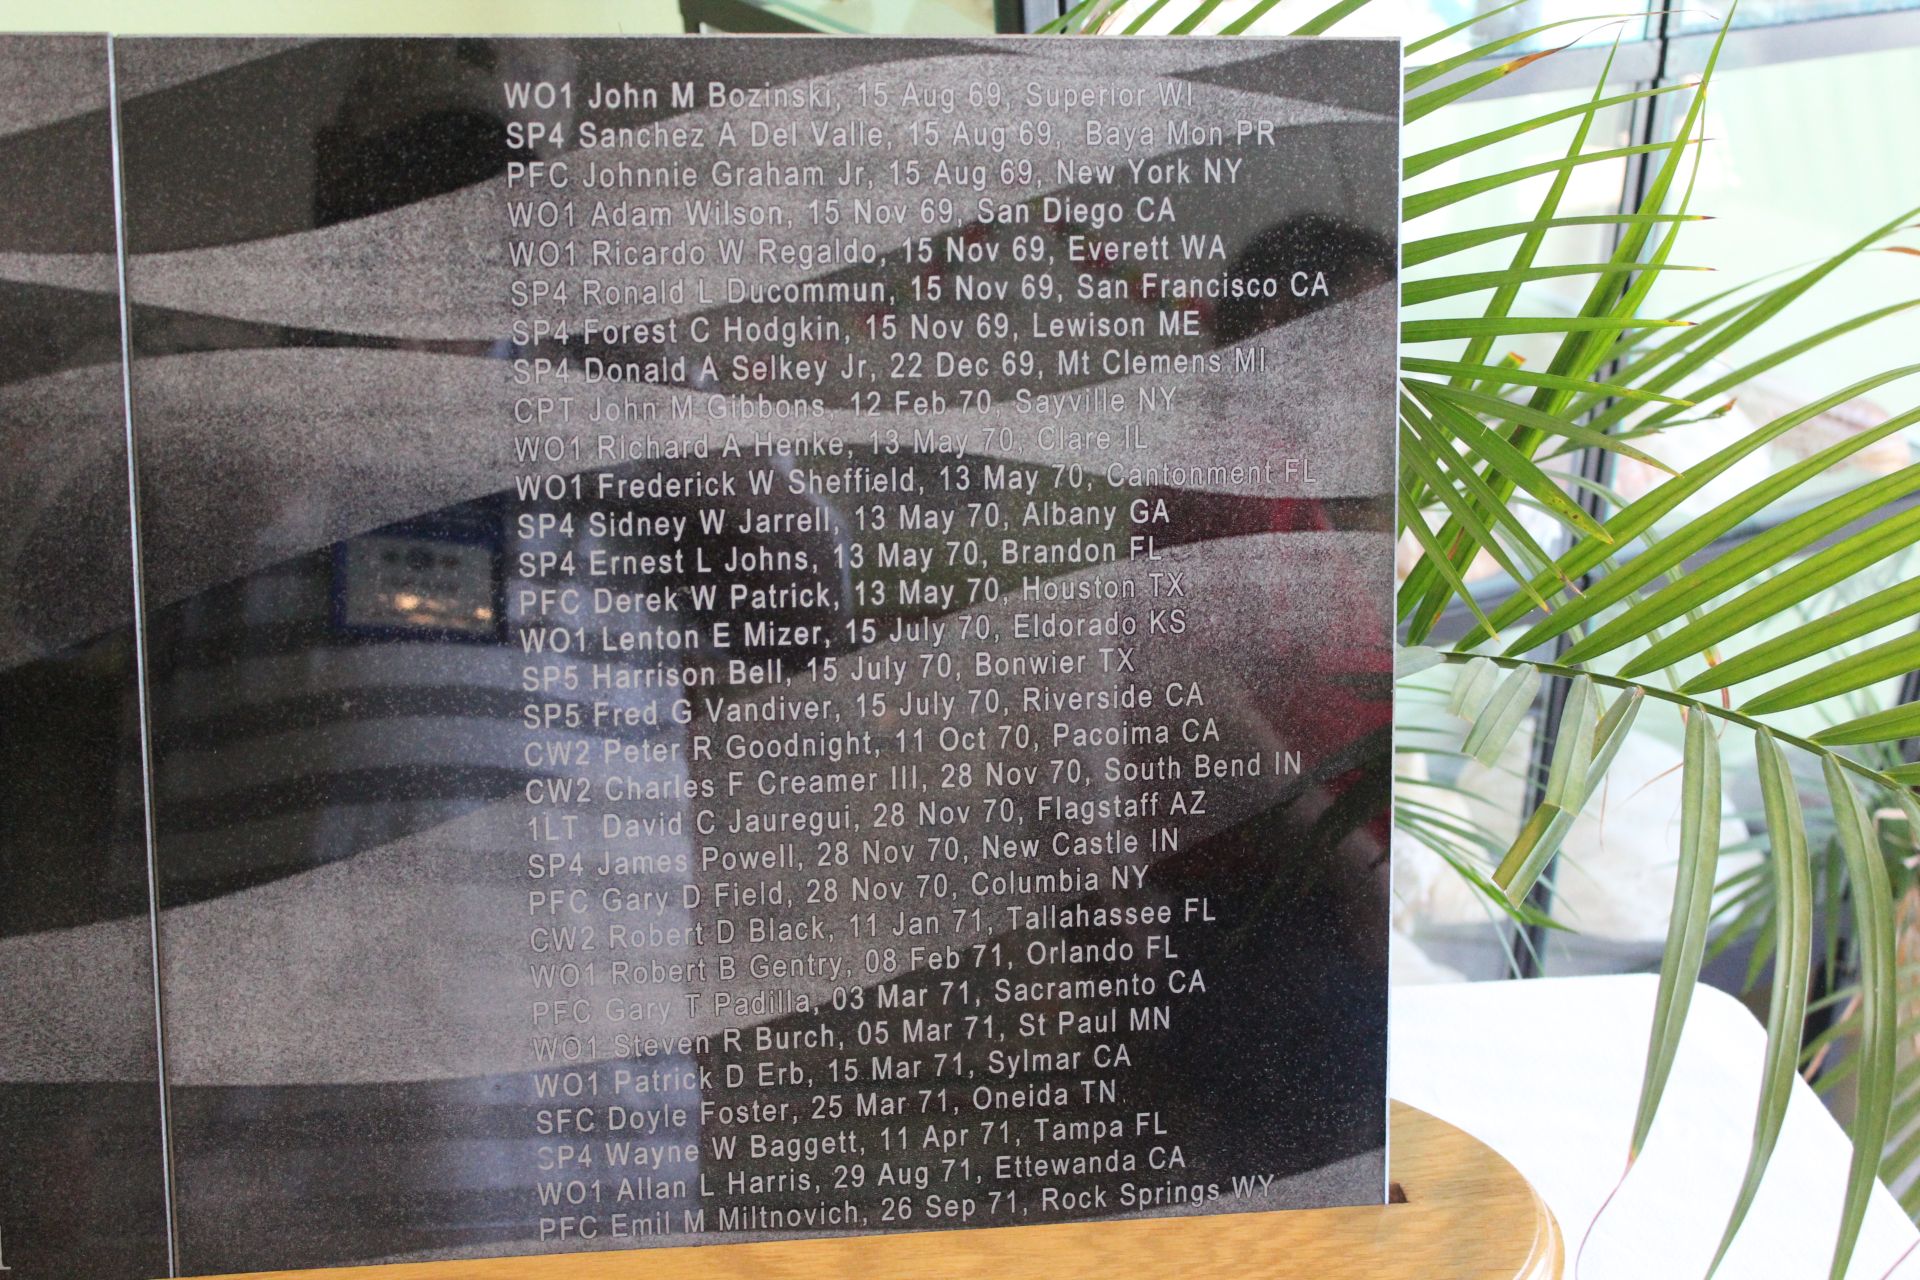 WO1 John M Bozinski, 15 Aug 69, Superior WI
SP4 Sanchez A Del Valle, 15 Aug 69, Baya Mon PR
PFC Johnnie Graham Jr, 15 Aug 69, New York NY
WO1 Adam Wilson, 15 Nov 69, San Diego CA
WO1 Ricardo W Regaldo, 15 Nov 69, Everett WA
SP4 Ronald L Ducommun, 15 Nov 69, San Francisco CA
SP4 Forest C Hodgkin, 15 Nov 69, Lewison ME
SP4 Donald A Selkey Jr, 22 Dec 69, Mt Clemens MI
CPT John M Gibbons, 12 Feb 70, Sayville NY
WO1 Richard A Henke, 13 May 70, Clare IL
WO1 Frederick W Sheffield, 13 May 70, Cantonment FL
SP4 Sidney W Jarrell, 13 May 70, Albany GA
SP4 Ernest L Johns, 13 May 70, Brandon FL
PFC Derek W Patrick, 13 May 70, Houston TX
WO1 Lenton E Mizer, 15 July 70, Eldorado KS
SP5 Harrison Bell, 15 July 70, Bonwier TX
SP5 Fred G Vandiver, 15 July 70, Riverside CA
CW2 Peter R Goodnight, 11 Oct 70, Pacoima CA
CW2 Charles F Creamer III, 28 Nov 70, South Bend IN
1LT David C Jauregui, 28 Nov 70, Flagstaff AZ
SP4 James Powell, 28 Nov 70, New Castle IN
PFC Gary D Field, 28 Nov 70, Columbia NY
CW2 Robert D Black, 11 Jan 71, Tallahassee FL
WO1 Robert B Gentry, 08 Feb 71, Orlando FL
PFC Gary T Padilla, 03 Mar 71, Sacramento CA
WO1 Steven R Burch, 05 Mar 71, St Paul MN
WO1 Patrick D Erb, 15 Mar 71, Sylmar CA
SFC Doyle Foster, 25 Mar 71, Oneida TN
SP4 Wayne W Baggett, 11 Apr 71, Tampa FL
WO1 Allan L Harris, 29 Aug 71, Ettewanda CA
PFC Emil M Miltnovich, 26 Sep 71, Rock Springs WY